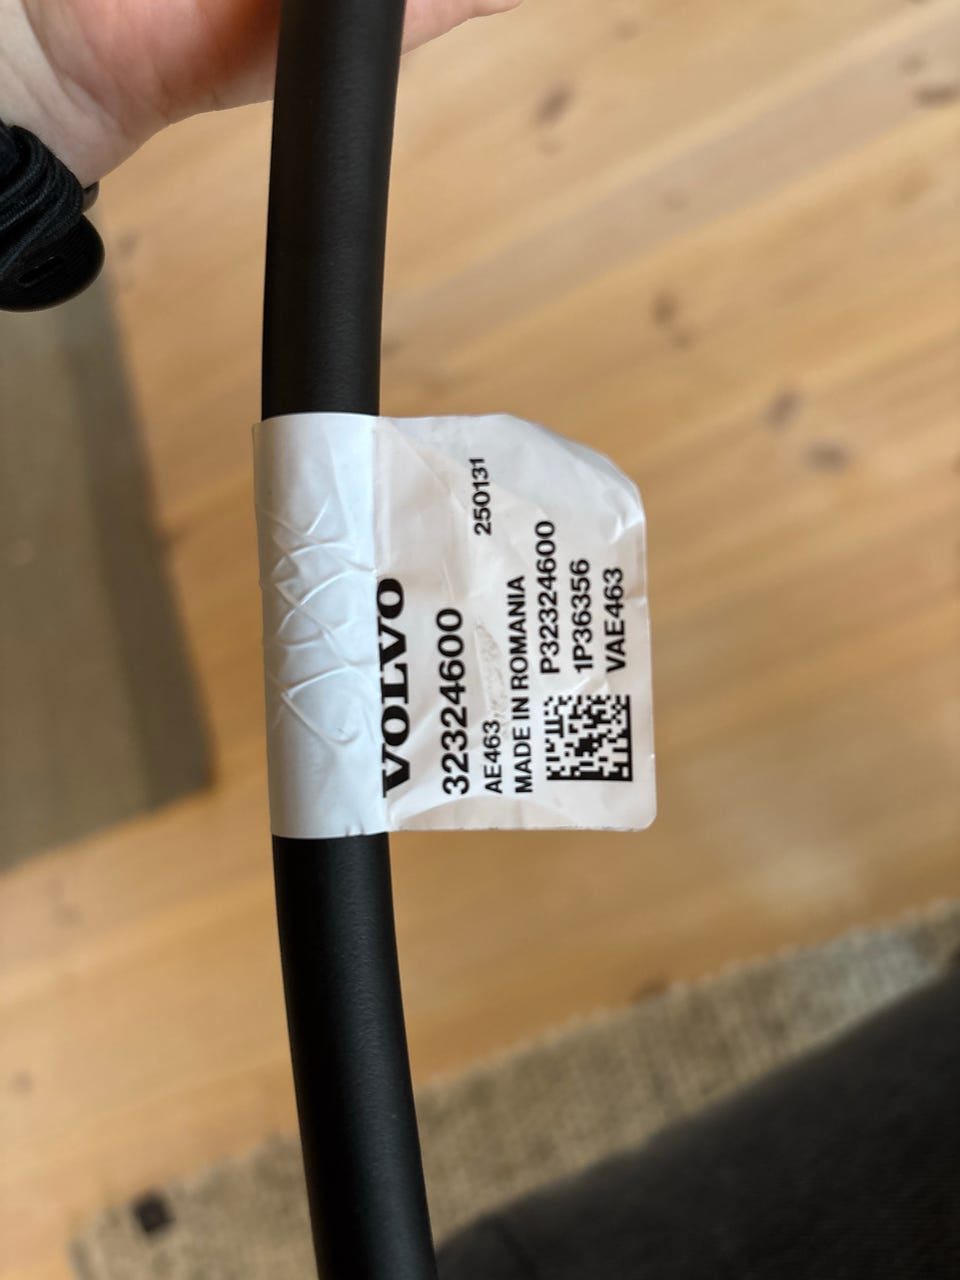 VOLVO
32324600
AE463 250131
MADE IN ROMANIA
P32324600
1P36356
VAE463